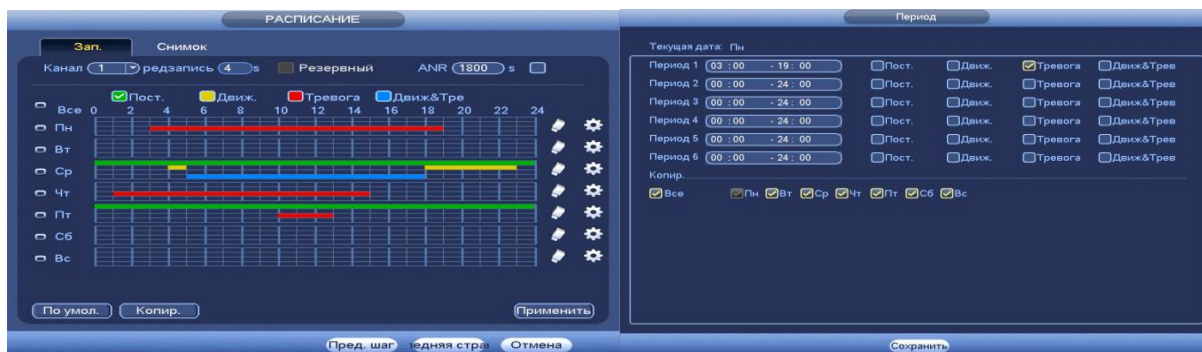 РАСПИСАНИЕ
Зап. Снимок
Канал 1 редзапись 4 s Резервный ANR 1800 s
Пост. Движ. Тревога Движ&Тре
Все 0 2 4 6 8 10 12 14 16 18 20 22 24
Пн
Вт
Ср
Чт
Пт
Сб
Вс
По умол. Копир. Применить
Пред. шаг едняя стра Отмена
Период
Текущая дата: Пн
Период 1 03 :00 - 19 : 00 Пост. Движ. Тревога Движ&Трев
Период 2 00 :00 - 24 : 00 Пост. Движ. Тревога Движ&Трев
Период 3 00 :00 - 24 : 00 Пост. Движ. Тревога Движ&Трев
Период 4 00 :00 - 24 : 00 Пост. Движ. Тревога Движ&Трев
Период 5 00 :00 - 24 : 00 Пост. Движ. Тревога Движ&Трев
Период 6 00 :00 - 24 : 00 Пост. Движ. Тревога Движ&Трев
Копир.
Все Пн Вт Ср Чт Пт Сб Вс
Сохранить